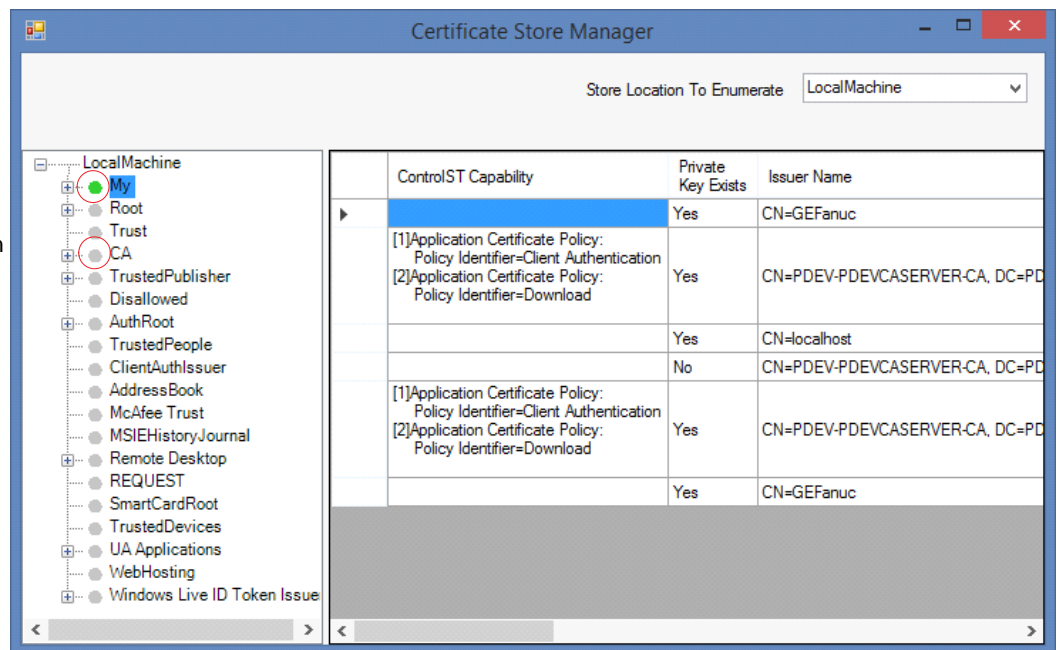 Certificate Store Manager
Store Location To Enumerate
LocalMachine
LocalMachine
My
Root
Trust
CA
TrustedPublisher
Disallowed
AuthRoot
TrustedPeople
ClientAuthIssuer
AddressBook
McAfee Trust
MSIEHistoryJournal
Remote Desktop
REQUEST
SmartCardRoot
TrustedDevices
UA Applications
WebHosting
Windows Live ID Token Issue
n
ControlST Capability
Private
Key Exists
Issuer Name
Yes
CN=GEFanuc
[1]Application Certificate Policy:
Policy Identifier=Client Authentication
[2]Application Certificate Policy:
Policy Identifier=Download
Yes
CN=PDEV-PDEVCASERVER-CA, DC=PD
Yes
CN=localhost
No
CN=PDEV-PDEVCASERVER-CA, DC=PD
[1]Application Certificate Policy:
Policy Identifier=Client Authentication
[2]Application Certificate Policy:
Policy Identifier=Download
Yes
CN=PDEV-PDEVCASERVER-CA, DC=PD
Yes
CN=GEFanuc